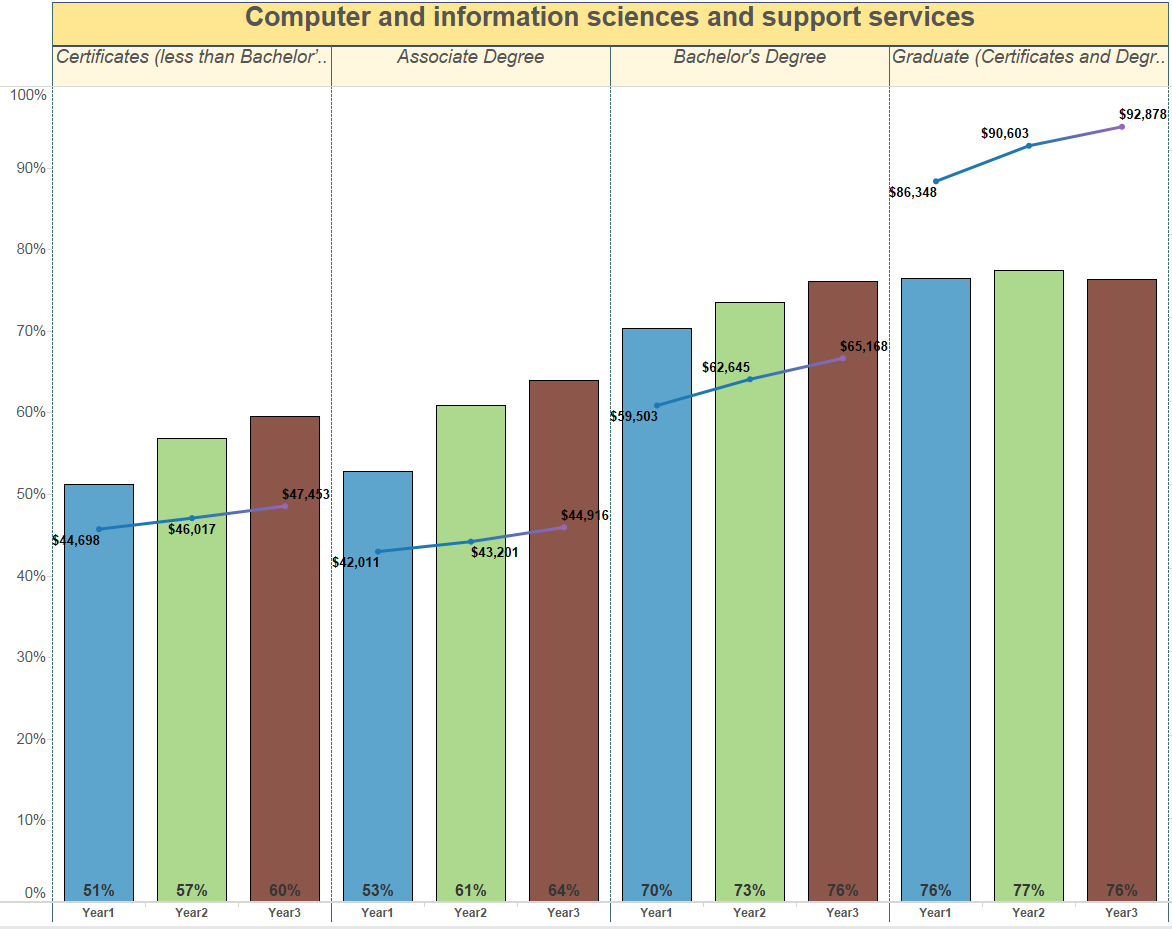 Computer and information sciences and support services
Certificates (less than Bachelor'.. Associate Degree Bachelor's Degree Graduate (Certificates and Degr..
100%
90%
80%
70%
60%
50%
40%
30%
20%
10%
0%
$44,698 $46,017 $47,453
$42,011 $43,201 $44,916
$59,503 $62,645 $65,168
$86,348 $90,603 $92,878
51% 57% 60% 53% 61% 64% 70% 73% 76% 76% 77% 76%
Year1 Year2 Year3 Year1 Year2 Year3 Year1 Year2 Year3 Year1 Year2 Year3